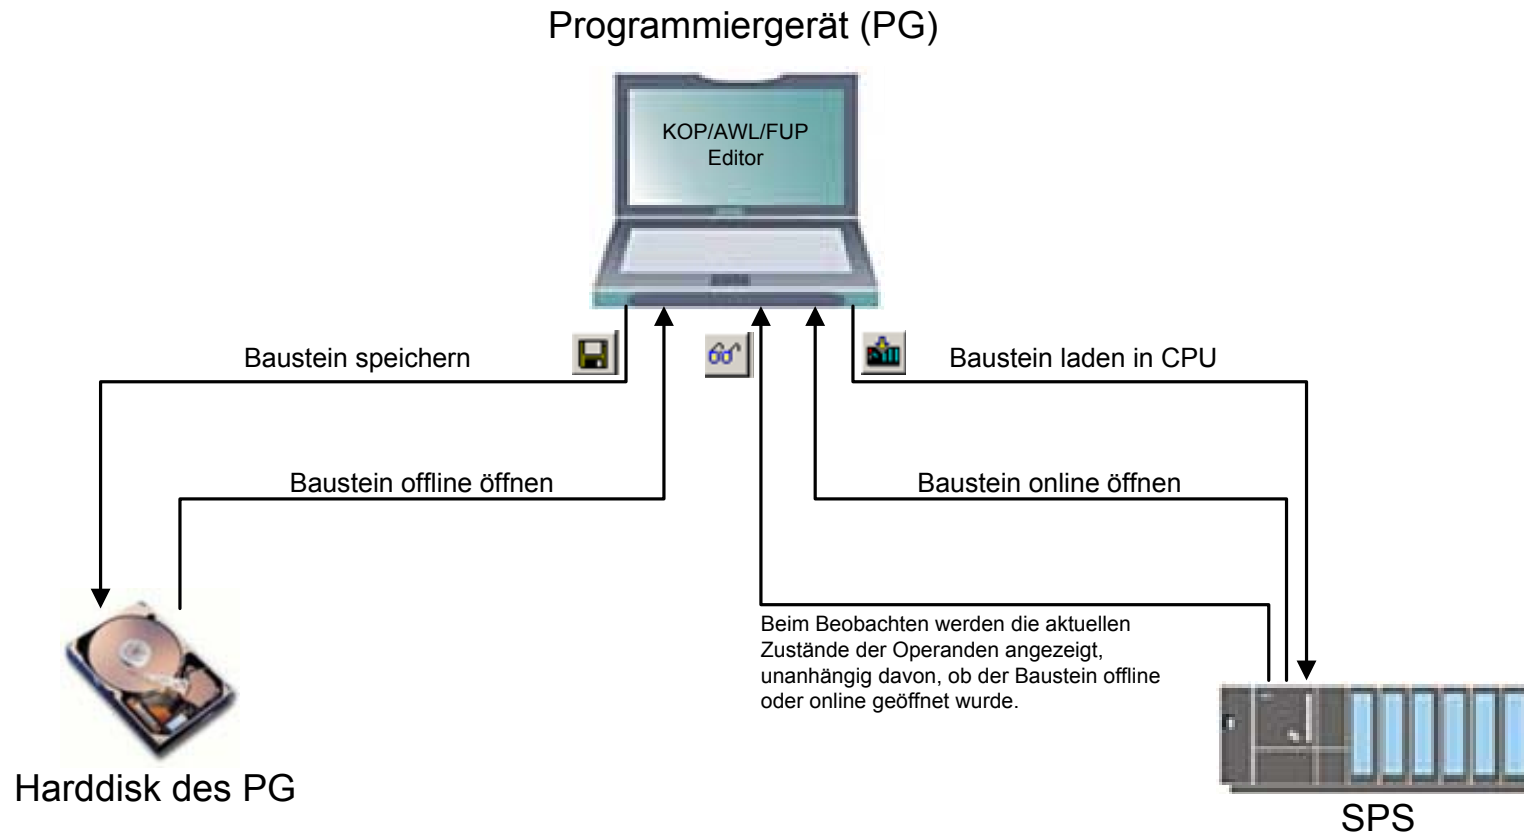 Programmiergerät (PG)
KOP/AWL/FUP
Editor
Baustein speichern
Baustein laden in CPU
Baustein offline öffnen
Baustein online öffnen
Beim Beobachten werden die aktuellen
Zustände der Operanden angezeigt,
unanhängig davon, ob der Baustein offline
oder online geöffnet wurde.
Harddisk des PG
SPS